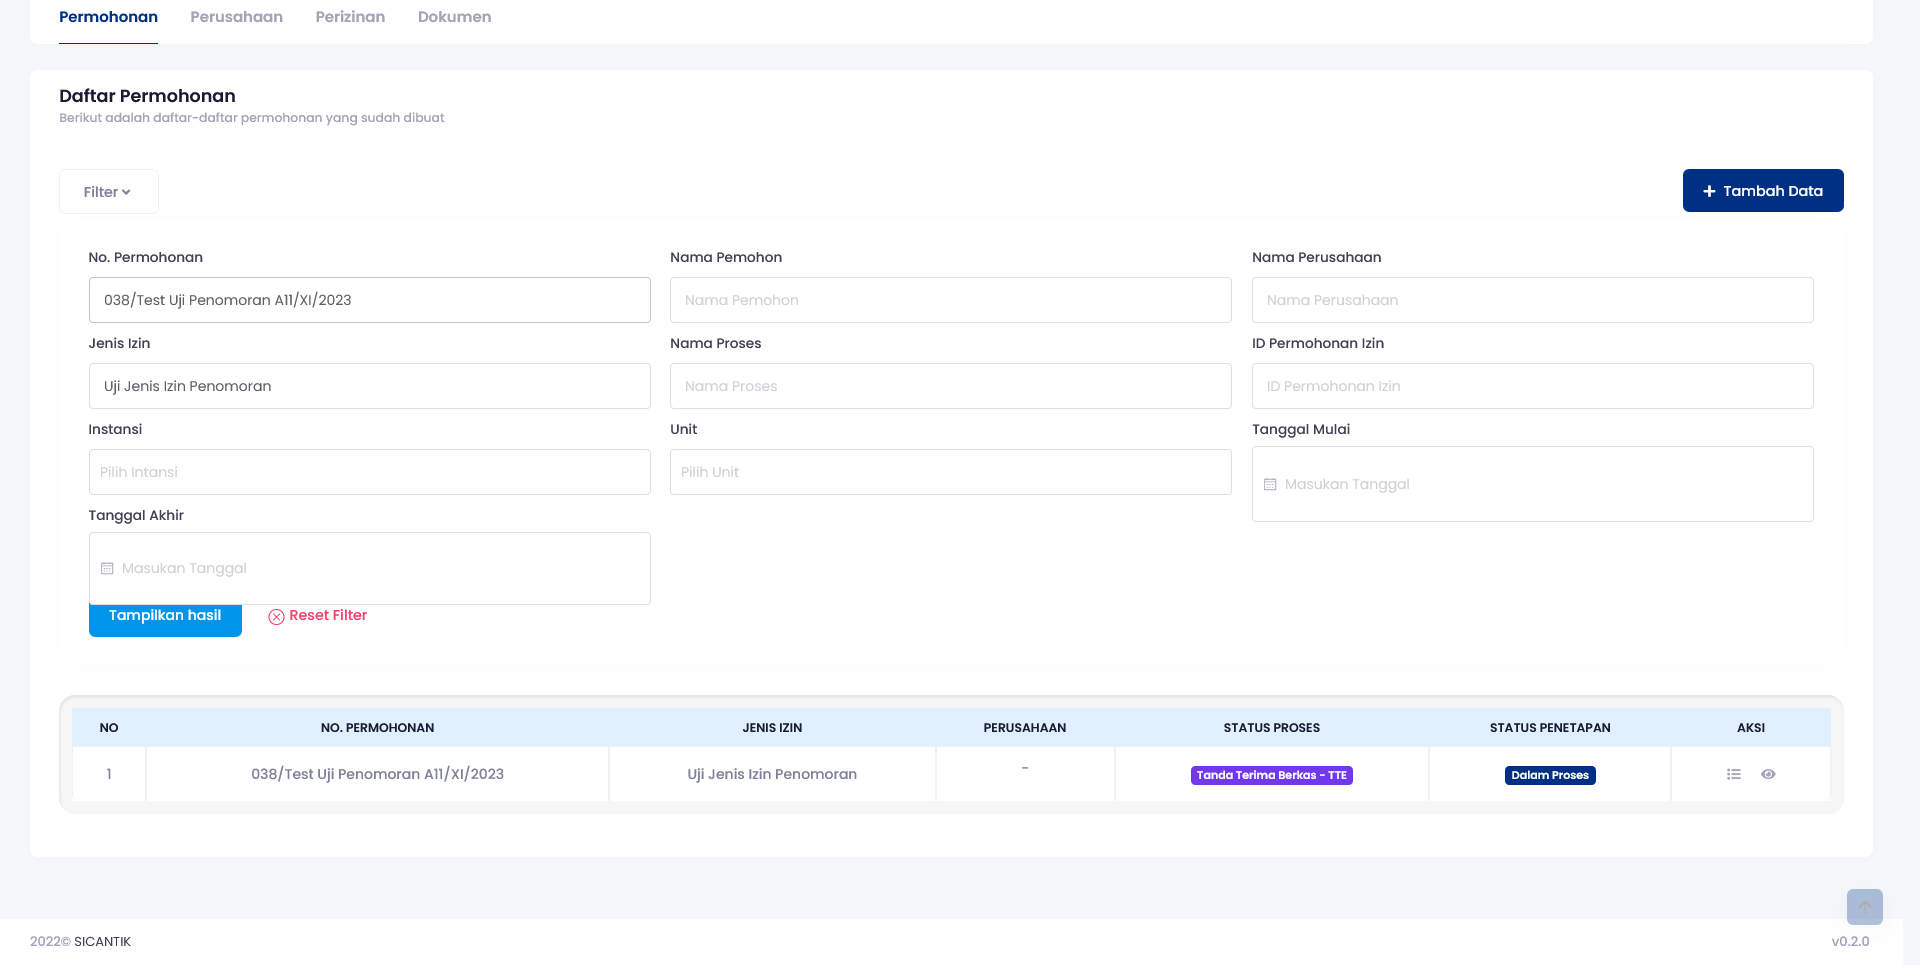 Permohonan Perusahaan Perizinan Dokumen
Daftar Permohonan
Berikut adalah daftar-daftar permohonan yang sudah dibuat
Filter
+ Tambah Data
No. Permohonan Nama Pemohon Nama Perusahaan
038/Test Uji Penomoran A11/XI/2023 Nama Pemohon Nama Perusahaan
Jenis Izin Nama Proses ID Permohonan Izin
Uji Jenis Izin Penomoran Nama Proses ID Permohonan Izin
Instansi Unit Tanggal Mulai
Pilih Intansi Pilih Unit Masukan Tanggal
Tanggal Akhir
Masukan Tanggal
Tampilkan hasil Reset Filter
NO NO. PERMOHONAN JENIS IZIN PERUSAHAAN STATUS PROSES STATUS PENETAPAN AKSI
1 038/Test Uji Penomoran A11/XI/2023 Uji Jenis Izin Penomoran - Tanda Terima Berkas - TTE Dalam Proses
2022© SICANTIK v0.2.0